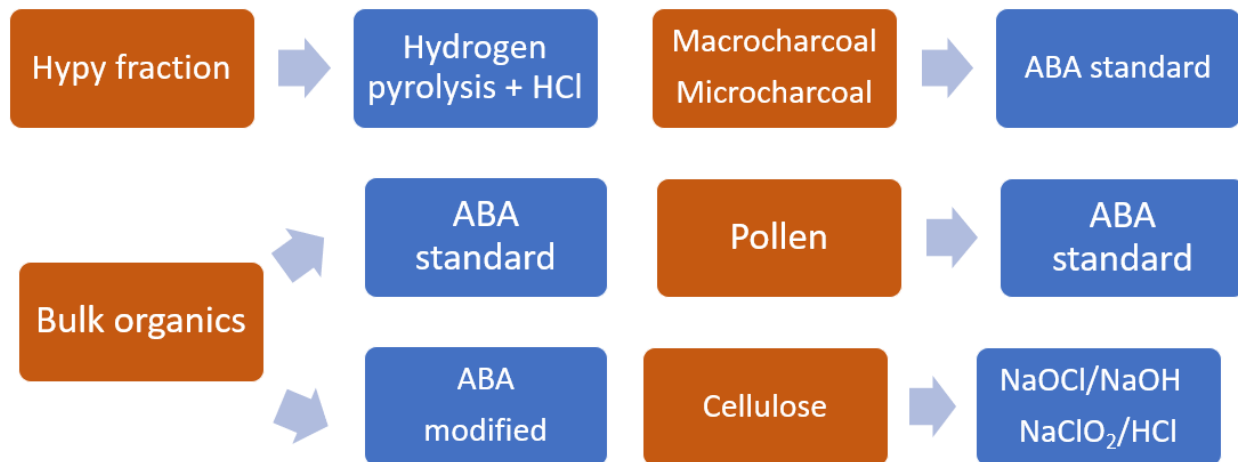 Hypy fraction
Hydrogen
pyrolysis + HCl
Macrocharcoal
Microcharcoal
ABA standard
Bulk organics
ABA
standard
ABA
modified
Pollen
ABA
standard
Cellulose
NaOCl/NaOH
NaClO₂/HCl